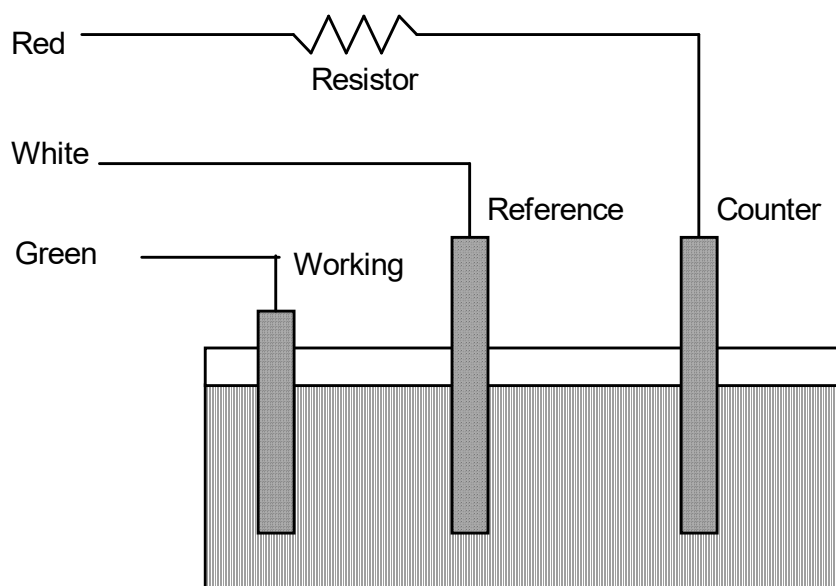 Red
Resistor
White
Reference
Counter
Green
Working